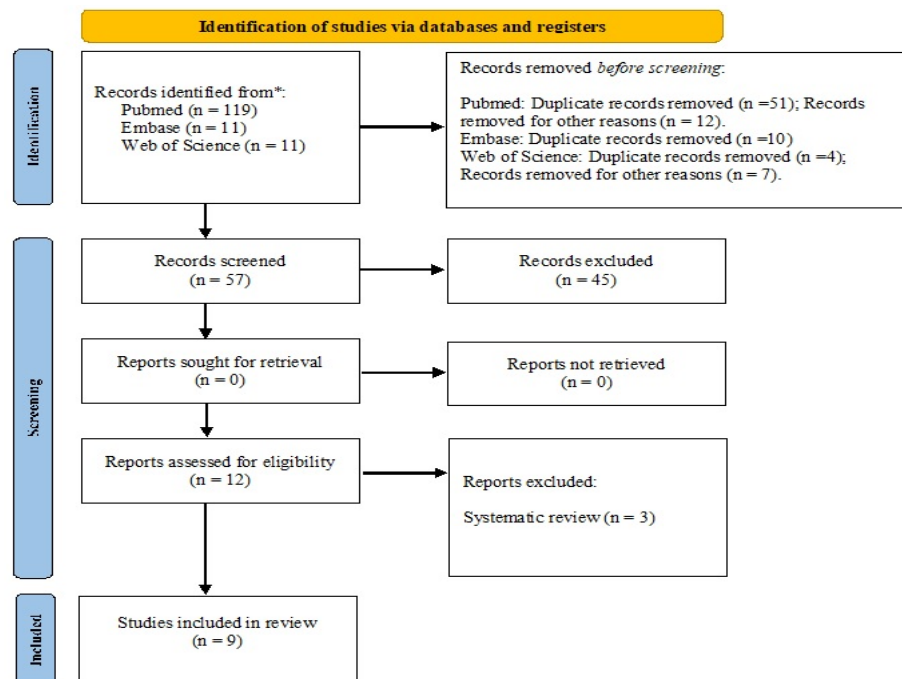 Identification of studies via databases and registers
Identification
Records identified from*:
Pubmed (n = 119)
Embase (n = 11)
Web of Science (n = 11)
Records removed before screening:
Pubmed: Duplicate records removed (n =51); Records
removed for other reasons (n = 12).
Embase: Duplicate records removed (n =10)
Web of Science: Duplicate records removed (n =4);
Records removed for other reasons (n = 7).
Screening
Records screened
(n = 57)
Records excluded
(n = 45)
Reports sought for retrieval
(n = 0)
Reports not retrieved
(n = 0)
Reports assessed for eligibility
(n = 12)
Reports excluded:
Systematic review (n = 3)
Included
Studies included in review
(n = 9)